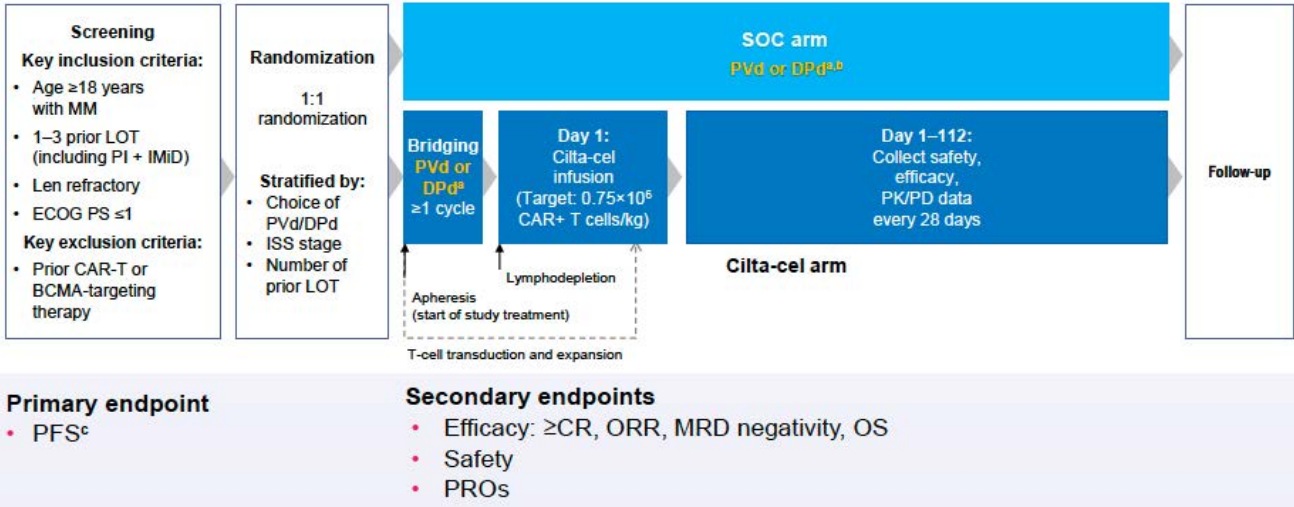 Screening
Key inclusion criteria:
• Age ≥18 years
with MM
• 1–3 prior LOT
(including PI + IMiD)
• Len refractory
• ECOG PS ≤1
Key exclusion criteria:
• Prior CAR-T or
BCMA-targeting
therapy
Randomization
1:1
randomization
Stratified by:
• Choice of
PVd/DPd
• ISS stage
• Number of
prior LOT
SOC arm
PVd or DPdᵃ,ᵇ
Bridging
PVd or
DPdᵃ
≥1 cycle
Day 1:
Cilta-cel
infusion
(Target: 0.75×10⁶
CAR+ T cells/kg)
Day 1–112:
Collect safety,
efficacy,
PK/PD data
every 28 days
Cilta-cel arm
Lymphodepletion
Apheresis
(start of study treatment)
T-cell transduction and expansion
Follow-up
Primary endpoint
• PFSᶜ
Secondary endpoints
• Efficacy: ≥CR, ORR, MRD negativity, OS
• Safety
• PROs